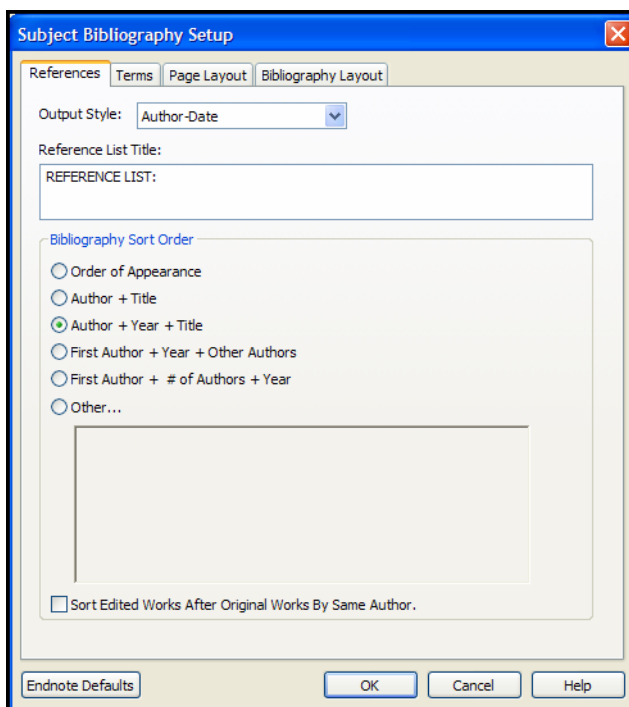 Subject Bibliography Setup
References Terms Page Layout Bibliography Layout
Output Style: Author-Date
Reference List Title:
REFERENCE LIST:
Bibliography Sort Order
Order of Appearance
Author + Title
Author + Year + Title
First Author + Year + Other Authors
First Author + # of Authors + Year
Other...
Sort Edited Works After Original Works By Same Author.
Endnote Defaults OK Cancel Help